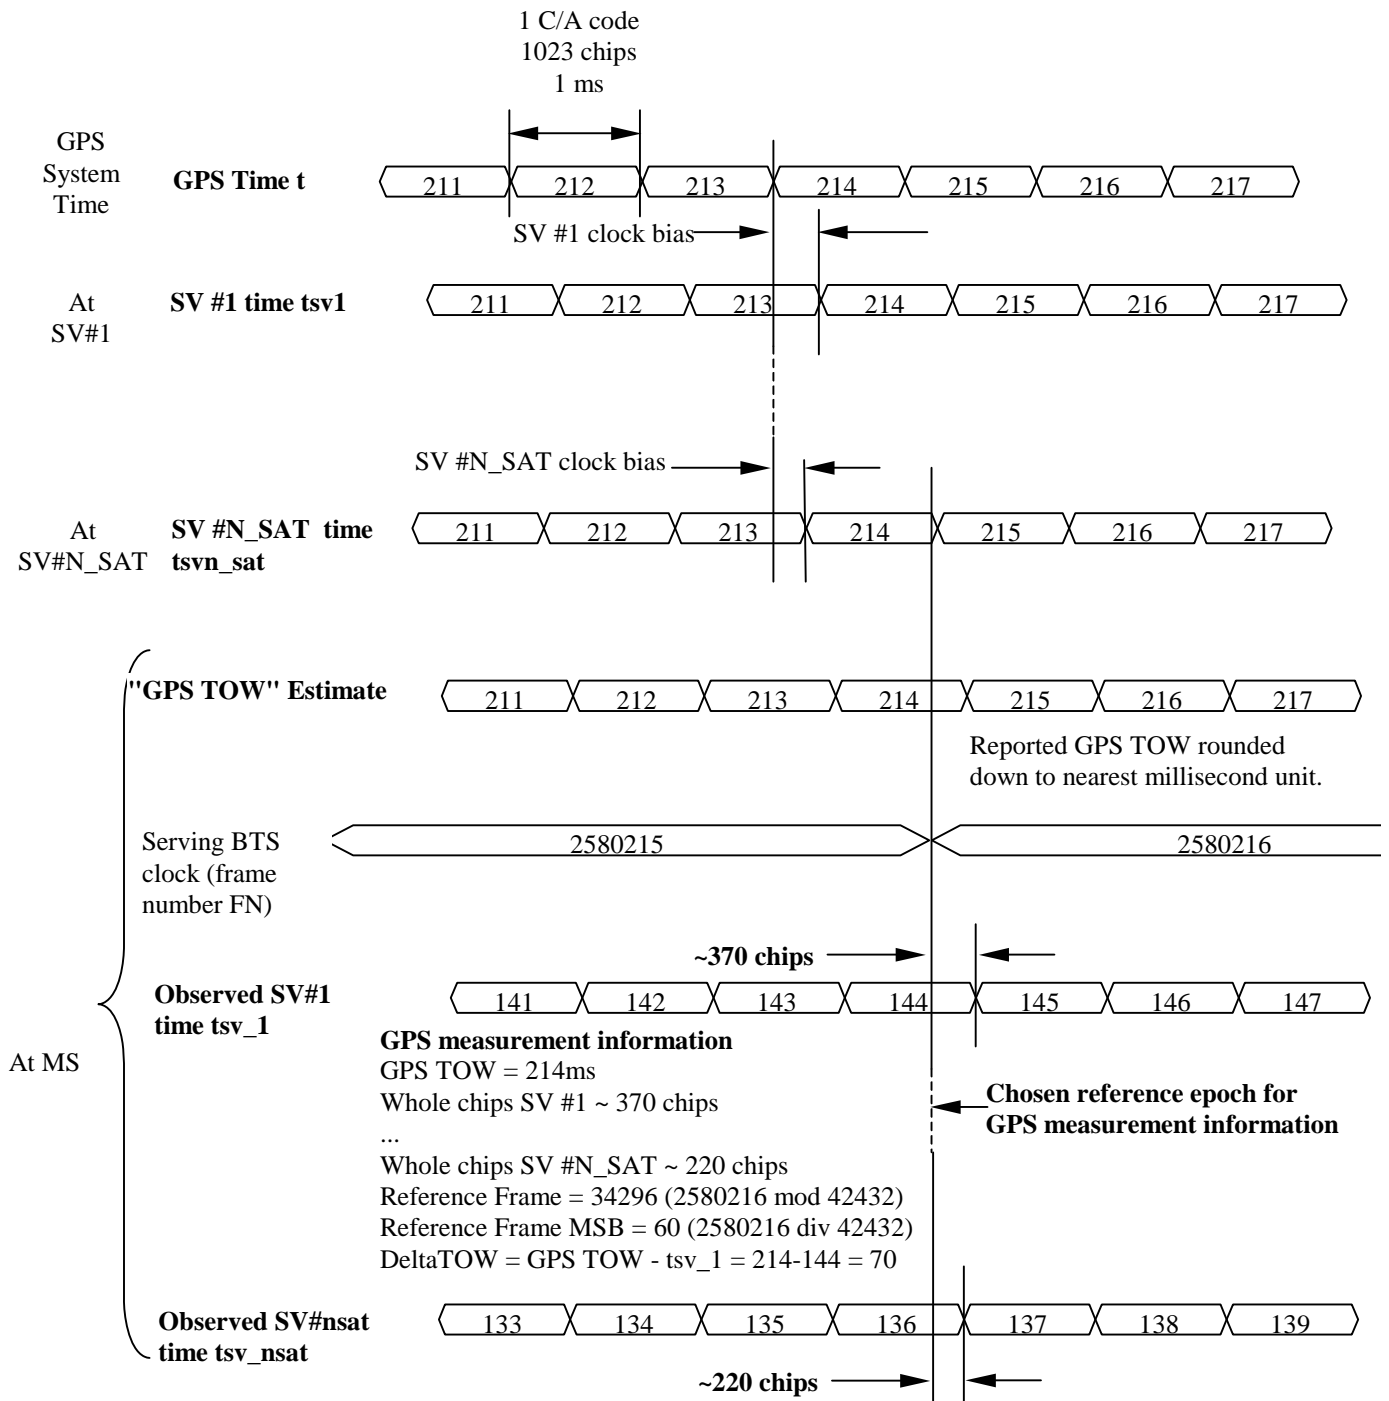 1 C/A code
1023 chips
1 ms
GPS
System
Time
GPS Time t
211 212 213 214 215 216 217
SV #1 clock bias
At
SV#1
SV #1 time tsv1
211 212 213 214 215 216 217
SV #N_SAT clock bias
At
SV#N_SAT
SV #N_SAT time
tsvn_sat
211 212 213 214 215 216 217
At MS
"GPS TOW" Estimate
211 212 213 214 215 216 217
Reported GPS TOW rounded
down to nearest millisecond unit.
Serving BTS
clock (frame
number FN)
2580215 2580216
~370 chips
Observed SV#1
time tsv_1
141 142 143 144 145 146 147
GPS measurement information
GPS TOW = 214ms
Whole chips SV #1 ~ 370 chips
...
Whole chips SV #N_SAT ~ 220 chips
Reference Frame = 34296 (2580216 mod 42432)
Reference Frame MSB = 60 (2580216 div 42432)
DeltaTOW = GPS TOW - tsv_1 = 214-144 = 70
Chosen reference epoch for
GPS measurement information
Observed SV#nsat
time tsv_nsat
133 134 135 136 137 138 139
~220 chips